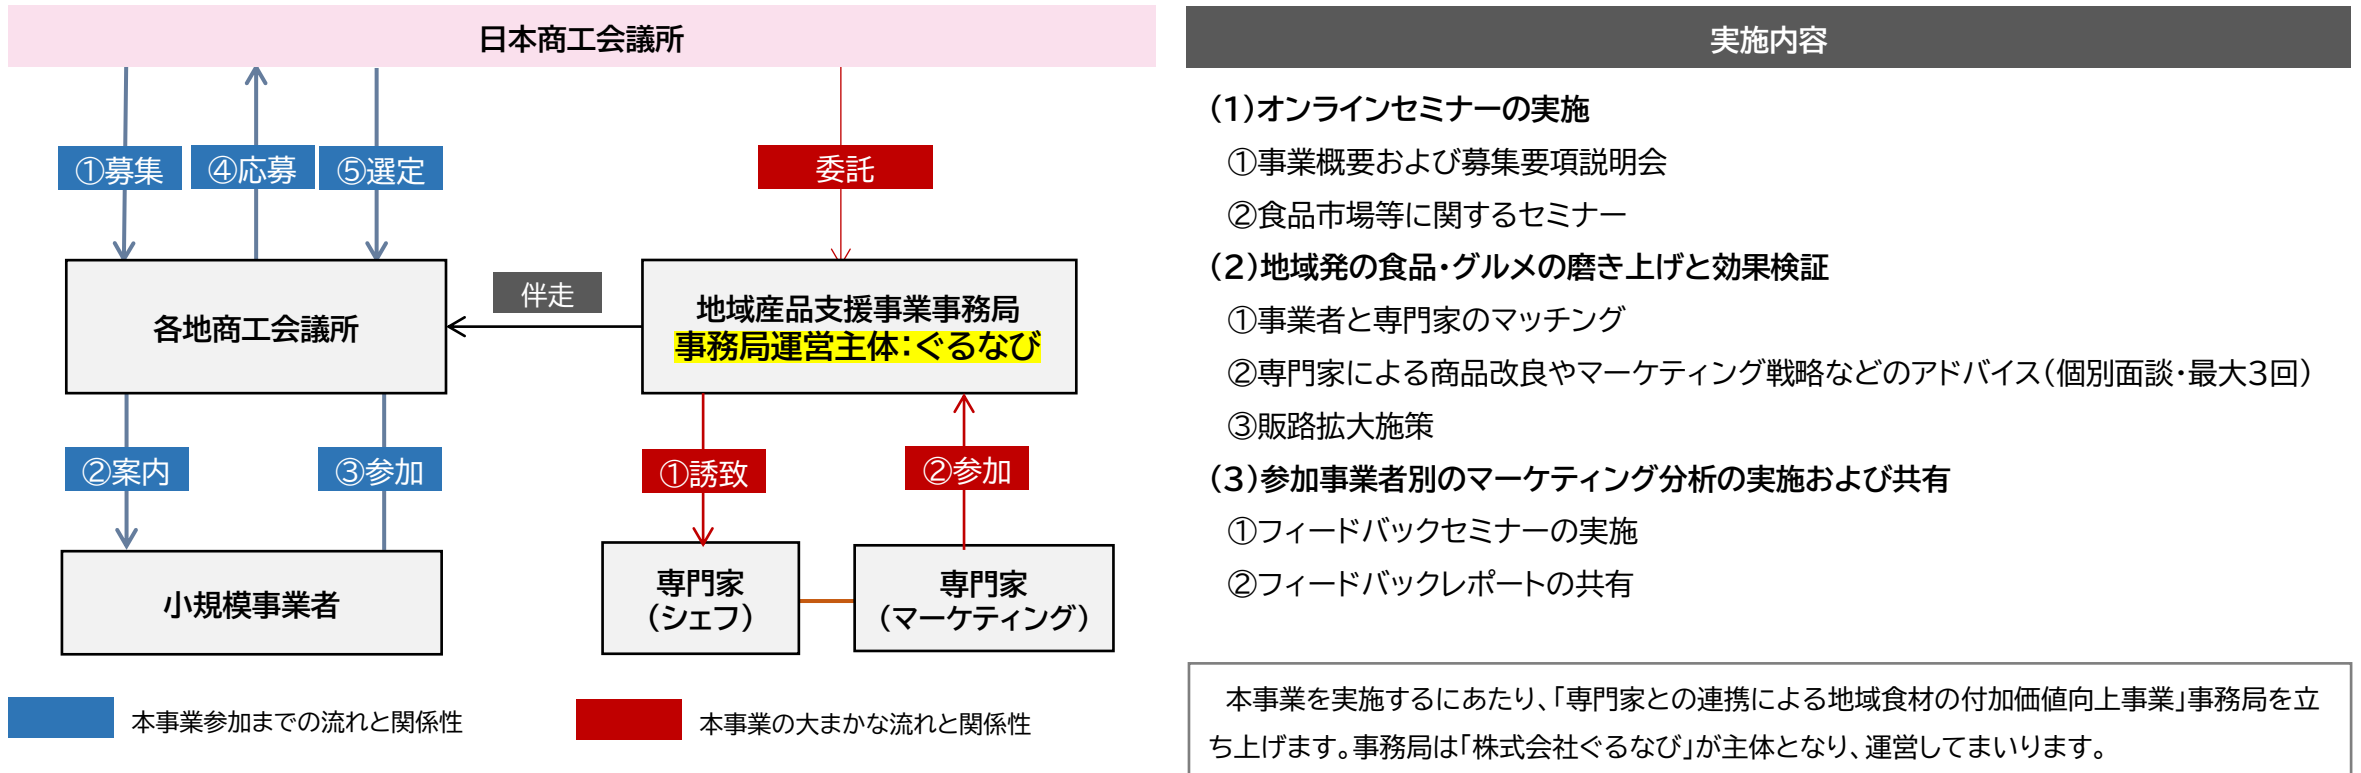 日本商工会議所
①募集
④応募
⑤選定
委託
各地商工会議所
伴走
地域産品支援事業事務局
事務局運営主体：ぐるなび
②案内
③参加
①誘致
②参加
小規模事業者
専門家
（シェフ）
専門家
（マーケティング）
本事業参加までの流れと関係性
本事業の大まかな流れと関係性
実施内容
（1）オンラインセミナーの実施
①事業概要および募集要項説明会
②食品市場等に関するセミナー
（2）地域発の食品・グルメの磨き上げと効果検証
①事業者と専門家のマッチング
②専門家による商品改良やマーケティング戦略などのアドバイス（個別面談・最大3回）
③販路拡大施策
（3）参加事業者別のマーケティング分析の実施および共有
①フィードバックセミナーの実施
②フィードバックレポートの共有
本事業を実施するにあたり、「専門家との連携による地域食材の付加価値向上事業」事務局を立
ち上げます。事務局は「株式会社ぐるなび」が主体となり、運営してまいります。